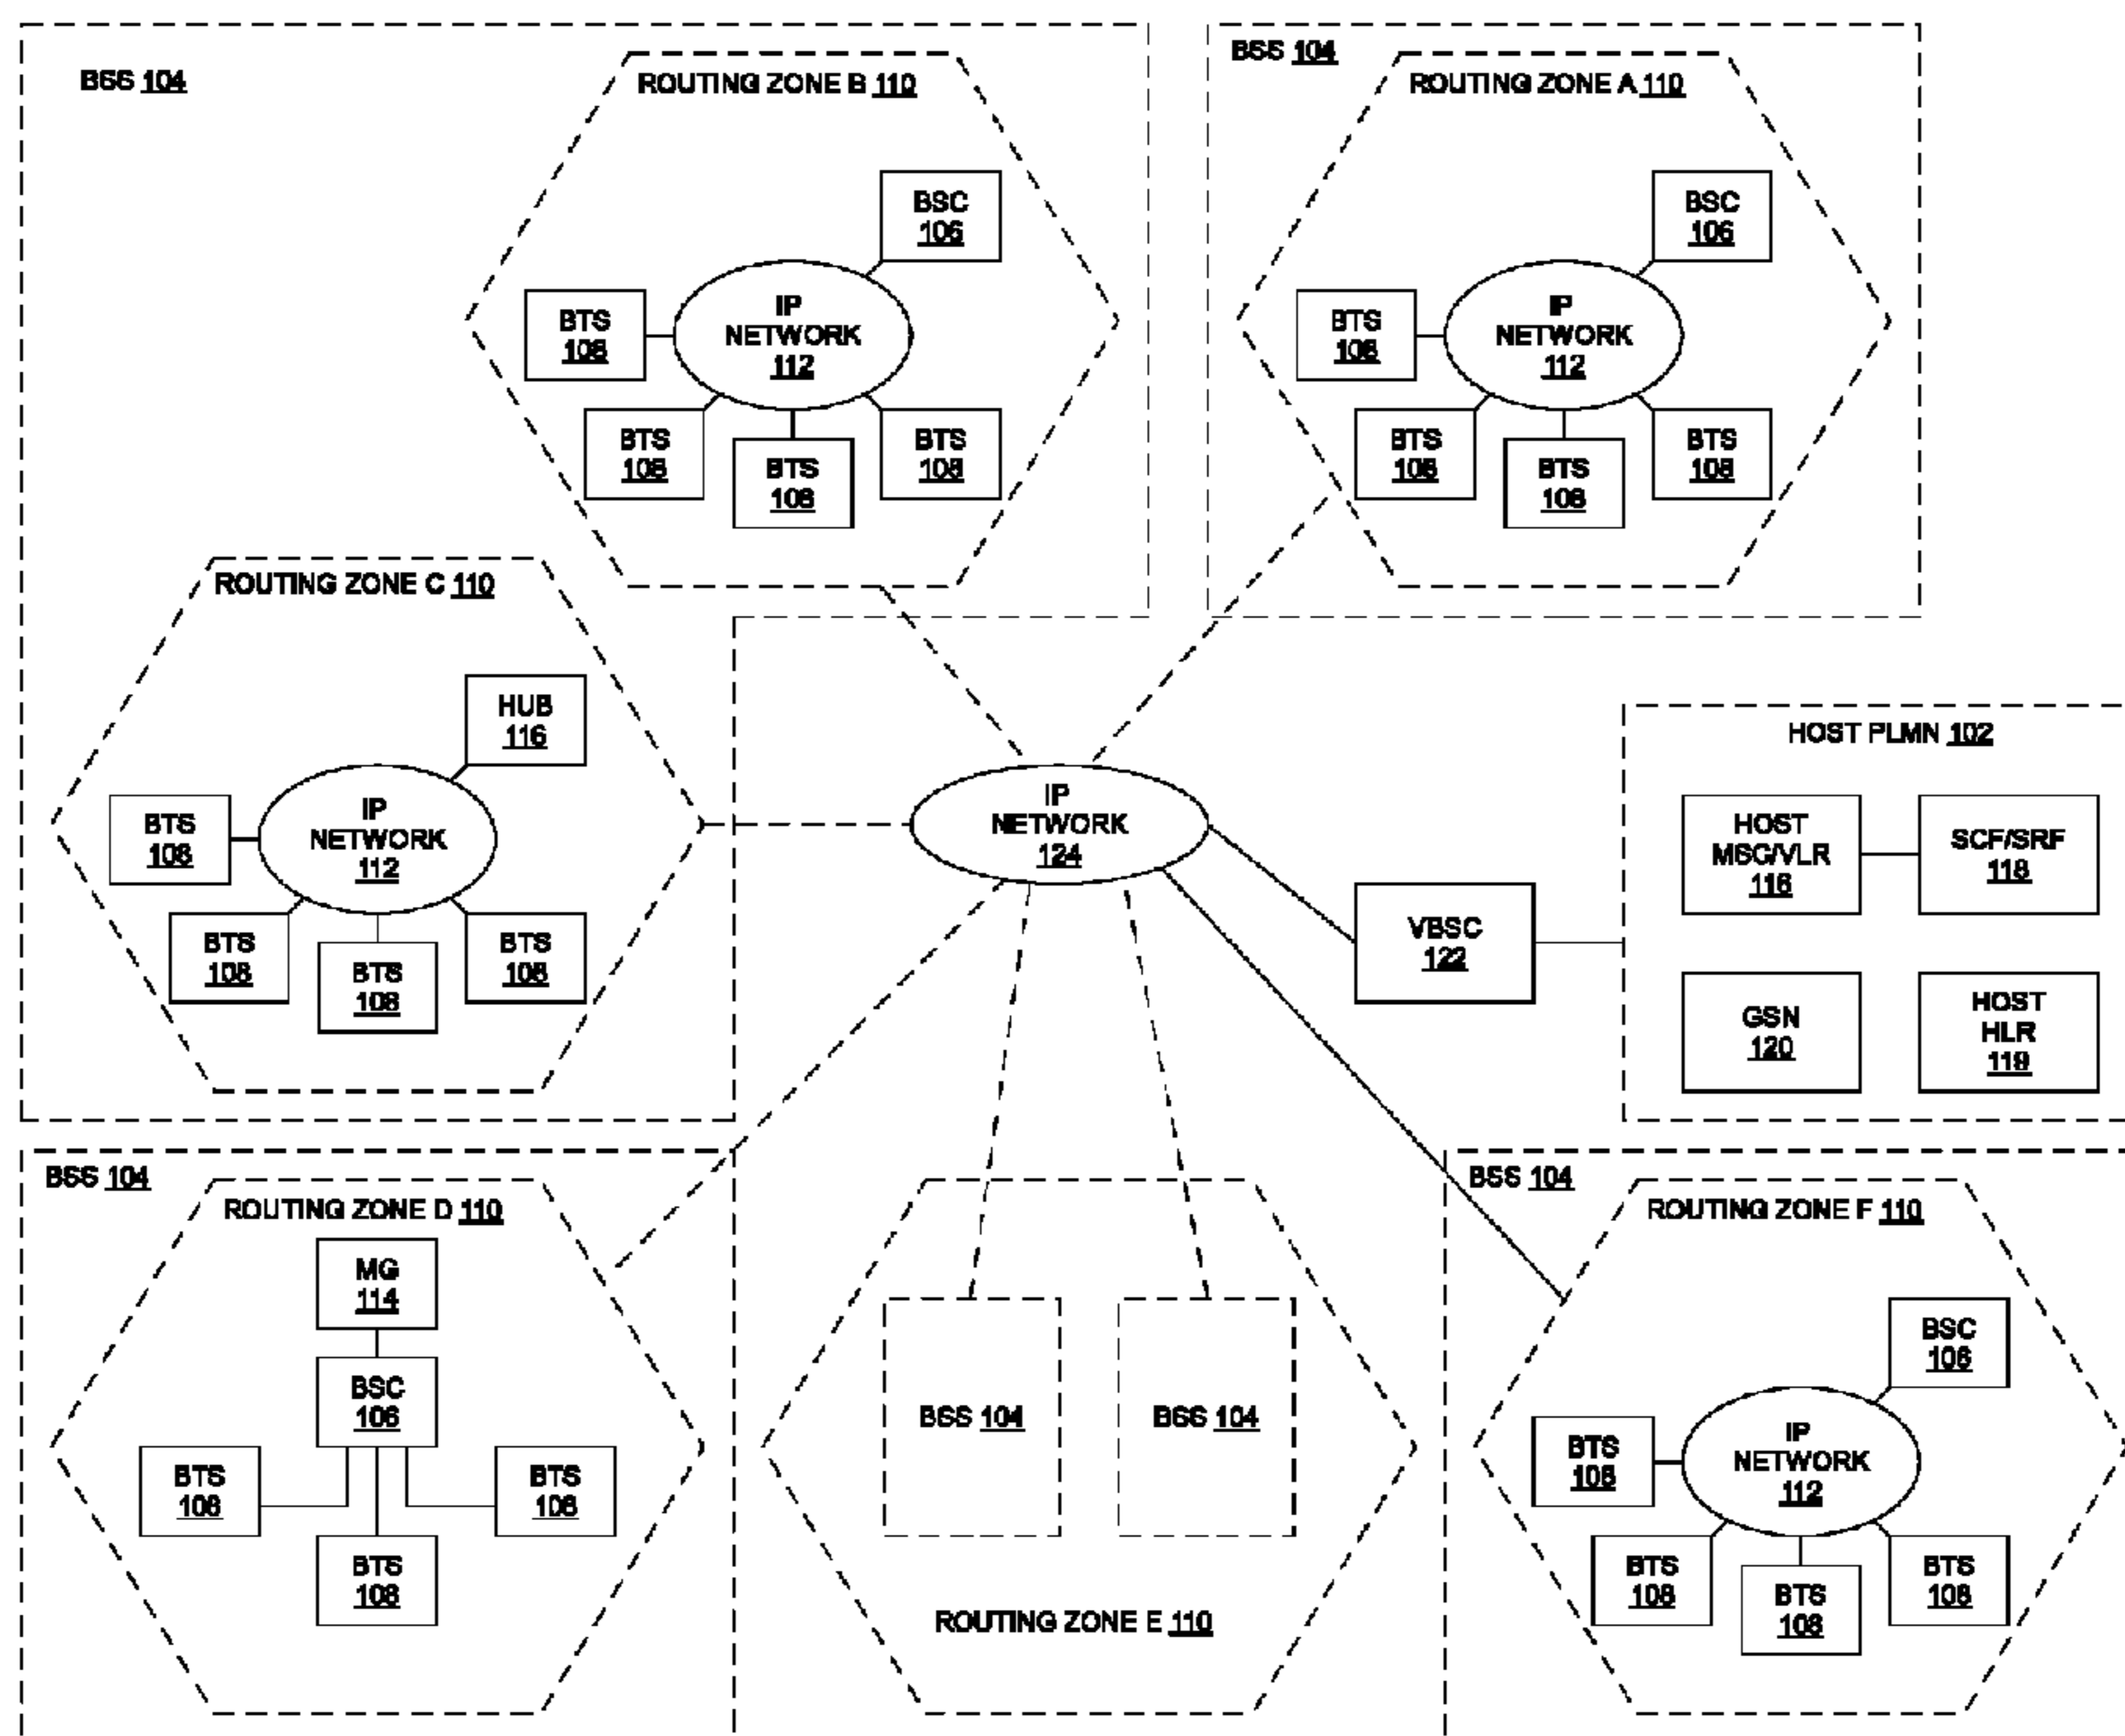 BSS 104
ROUTING ZONE B 110
BSC
106
IP
NETWORK
112
BTS
108
BTS
108
BTS
108
BTS
108
BSS 104
ROUTING ZONE A 110
BSC
106
IP
NETWORK
112
BTS
108
BTS
108
BTS
108
BTS
108
ROUTING ZONE C 110
HUB
116
IP
NETWORK
112
BTS
108
BTS
108
BTS
108
BTS
108
IP
NETWORK
124
VBSC
122
HOST PLMN 102
HOST
MSC/VLR
116
SCF/SRF
118
GSN
120
HOST
HLR
119
BSS 104
ROUTING ZONE D 110
MG
114
BSC
106
BTS
108
BTS
108
BTS
108
BSS 104
BSS 104
ROUTING ZONE E 110
BSS 104
ROUTING ZONE F 110
BSC
106
IP
NETWORK
112
BTS
108
BTS
108
BTS
108
BTS
108